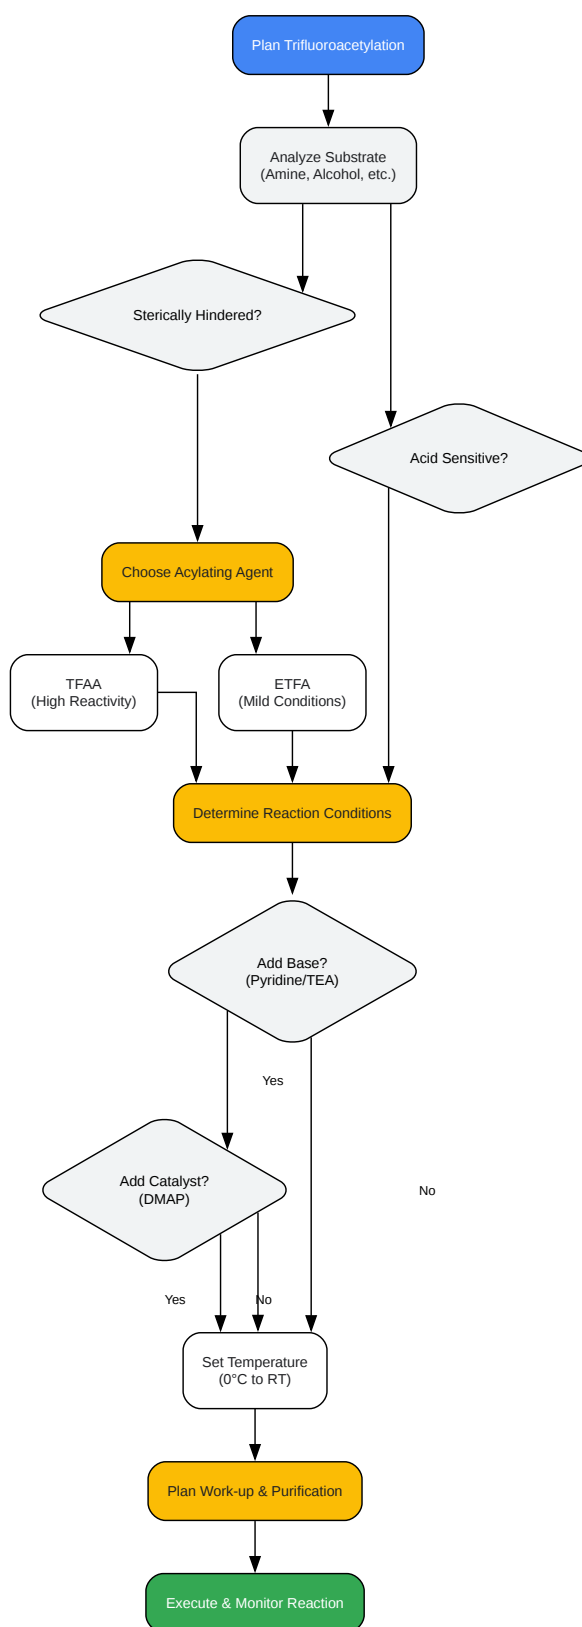 Plan Trifluoroacetylation
Analyze Substrate
(Amine, Alcohol, etc.)
Sterically Hindered?
Acid Sensitive?
Choose Acylating Agent
TFAA
(High Reactivity)
ETFA
(Mild Conditions)
Determine Reaction Conditions
Add Base?
(Pyridine/TEA)
Yes
No
Add Catalyst?
(DMAP)
Yes
No
Set Temperature
(0°C to RT)
Plan Work-up & Purification
Execute & Monitor Reaction